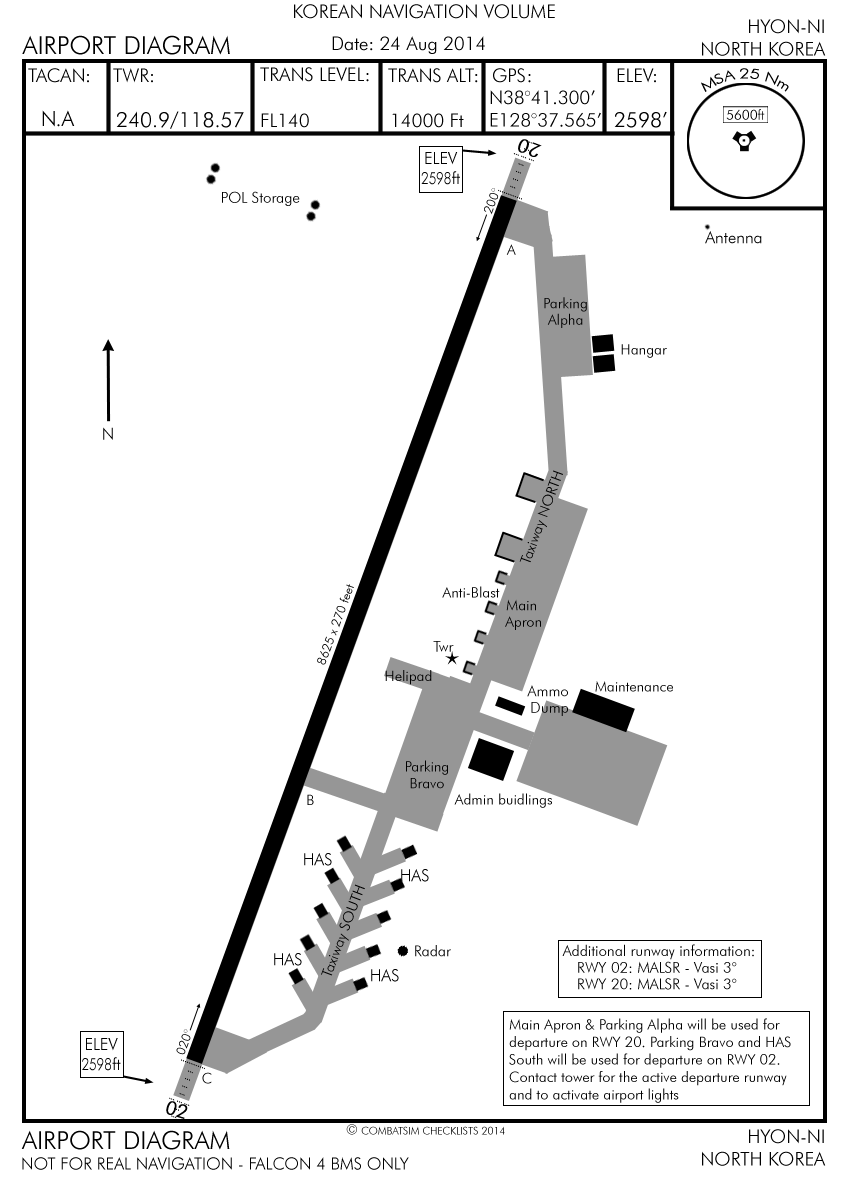 KOREAN NAVIGATION VOLUME
AIRPORT DIAGRAM
Date: 24 Aug 2014
HYON-NI
NORTH KOREA
TACAN:
N.A
TWR:
240.9/118.57
TRANS LEVEL:
FL140
TRANS ALT:
14000 Ft
GPS:
N38°41.300′
E128°37.565′
ELEV:
2598′
MSA 25 Nm
5600ft
ELEV
2598ft
20
200°
POL Storage
Antenna
A
Parking
Alpha
Hangar
N
Taxiway NORTH
Anti-Blast
Main
Apron
8625 x 270 feet
Twr
Helipad
Ammo
Dump
Maintenance
Parking
Bravo
Admin buidlings
B
HAS
HAS
Taxiway SOUTH
HAS
HAS
Radar
Additional runway information:
RWY 02: MALSR - Vasi 3°
RWY 20: MALSR - Vasi 3°
Main Apron & Parking Alpha will be used for
departure on RWY 20. Parking Bravo and HAS
South will be used for departure on RWY 02.
Contact tower for the active departure runway
and to activate airport lights
020°
ELEV
2598ft
C
02
© COMBATSIM CHECKLISTS 2014
AIRPORT DIAGRAM
NOT FOR REAL NAVIGATION - FALCON 4 BMS ONLY
HYON-NI
NORTH KOREA